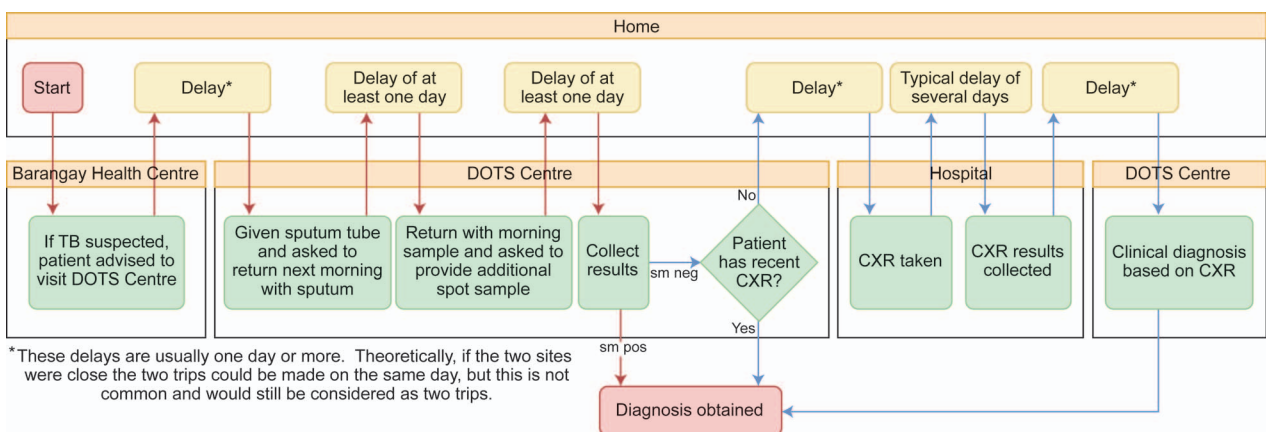 Home
Start
Delay*
Delay of at
least one day
Delay of at
least one day
Delay*
Typical delay of
several days
Delay*
Barangay Health Centre
DOTS Centre
Hospital
DOTS Centre
If TB suspected,
patient advised to
visit DOTS Centre
Given sputum tube
and asked to
return next morning
with sputum
Return with morning
sample and asked to
provide additional
spot sample
Collect
results
sm neg
No
Patient
has recent
CXR?
Yes
CXR taken
CXR results
collected
Clinical diagnosis
based on CXR
sm pos
*These delays are usually one day or more. Theoretically, if the two sites
were close the two trips could be made on the same day, but this is not
common and would still be considered as two trips.
Diagnosis obtained